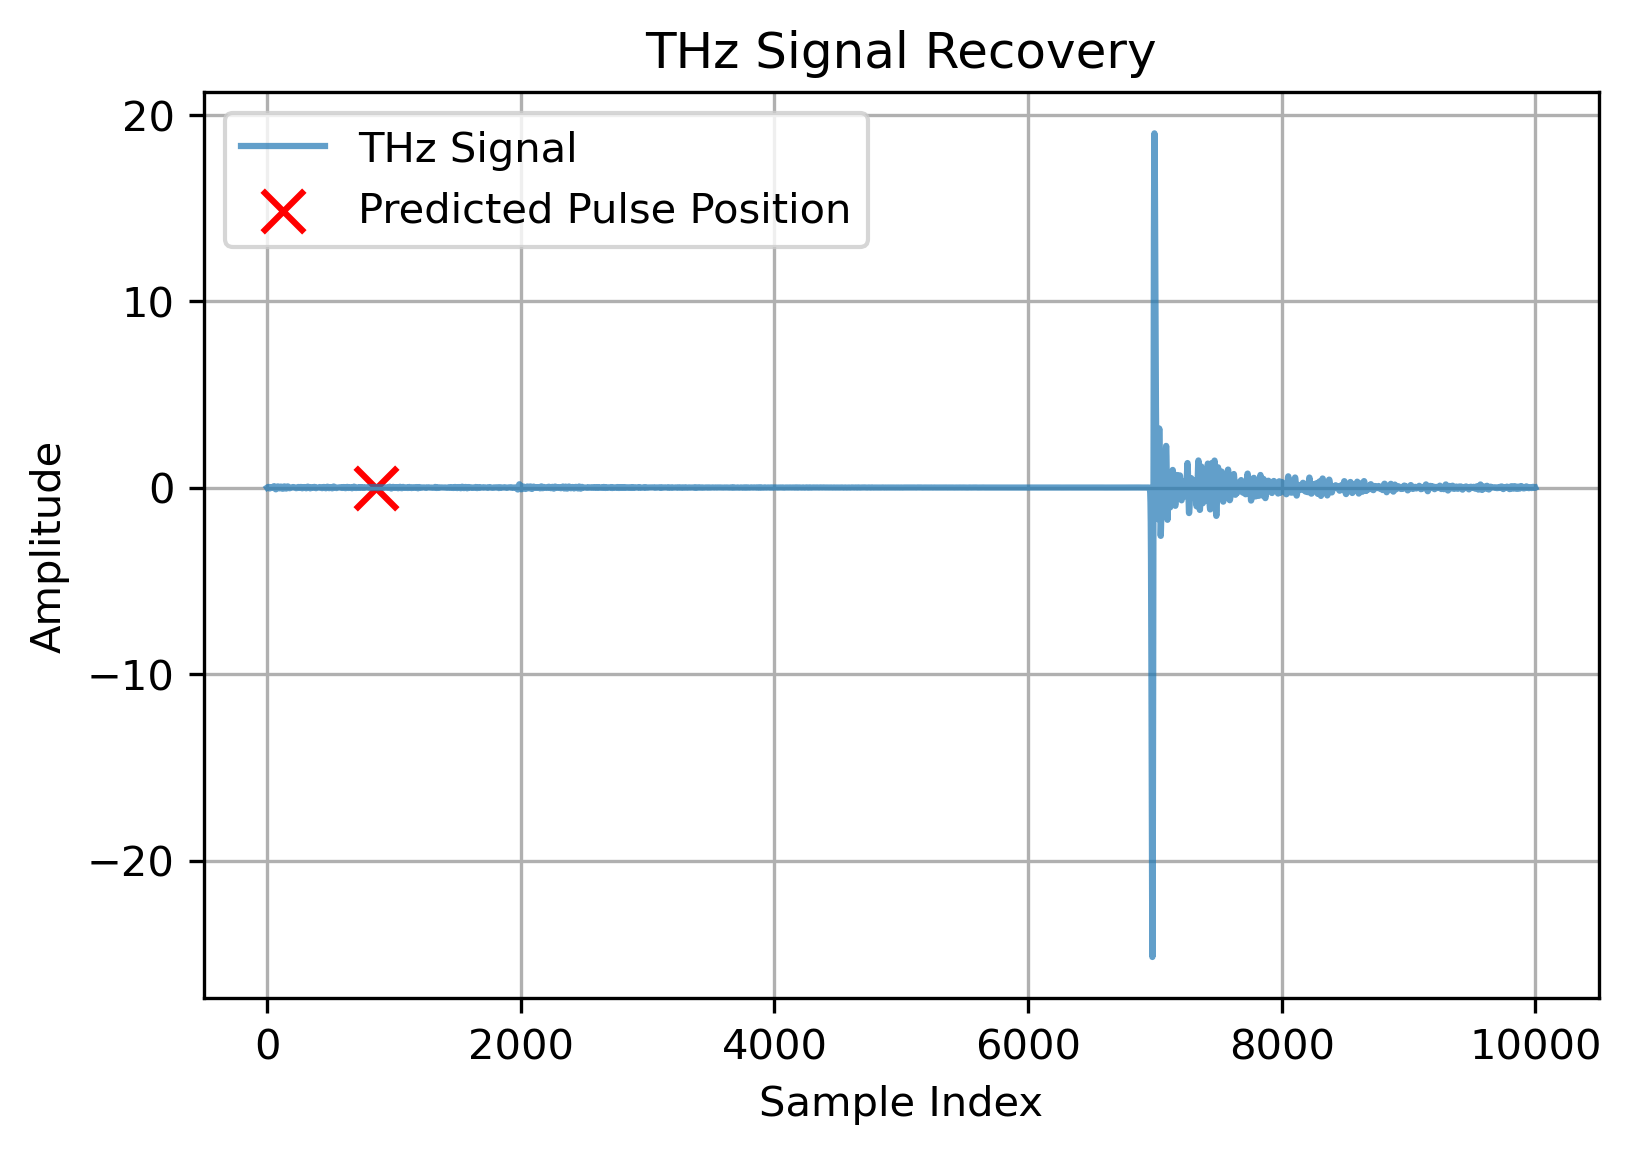 THz Signal Recovery
THz Signal
Predicted Pulse Position
20
10
0
−10
−20
Amplitude
0 2000 4000 6000 8000 10000
Sample Index